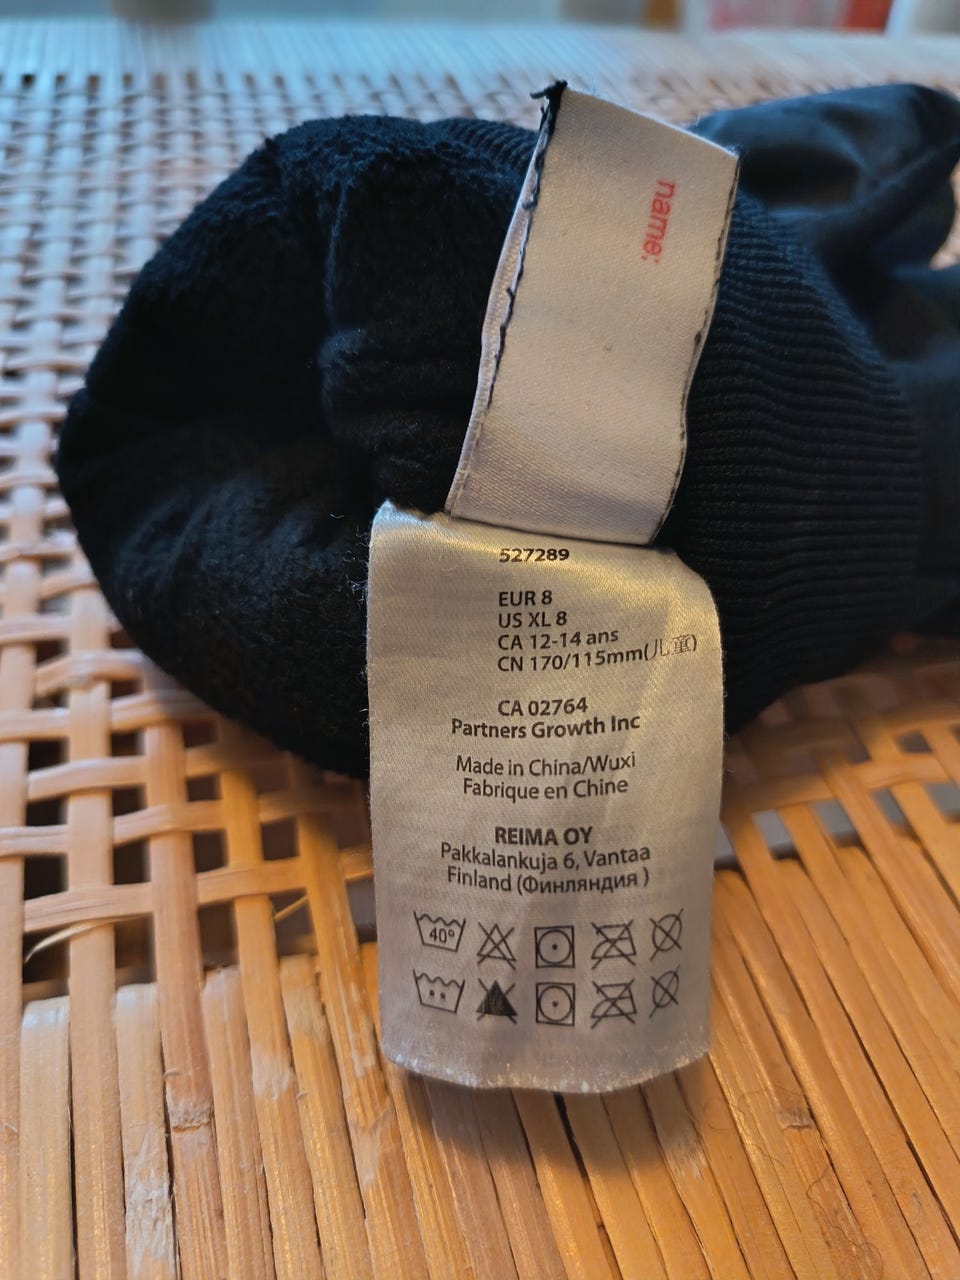 name:
527289
EUR 8
US XL 8
CA 12-14 ans
CN 170/115mm(儿童)
CA 02764
Partners Growth Inc
Made in China/Wuxi
Fabrique en Chine
REIMA OY
Pakkalankuja 6, Vantaa
Finland (Финляндия )
40°